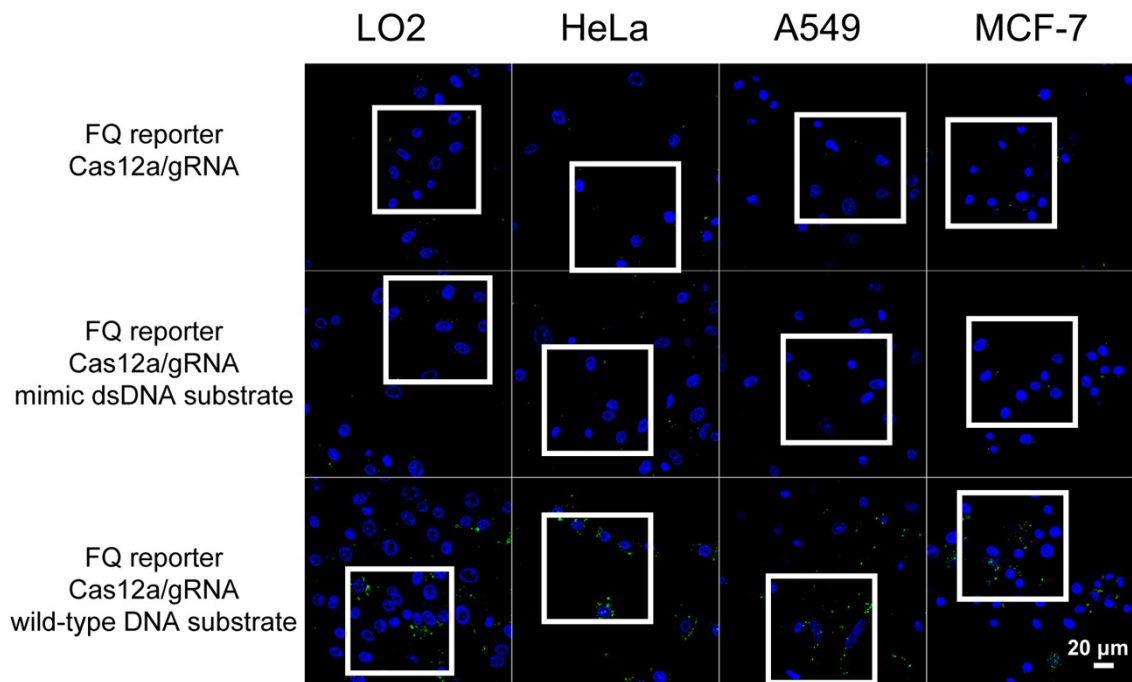 LO2 HeLa A549 MCF-7
FQ reporter
Cas12a/gRNA
FQ reporter
Cas12a/gRNA
mimic dsDNA substrate
FQ reporter
Cas12a/gRNA
wild-type DNA substrate
20 μm